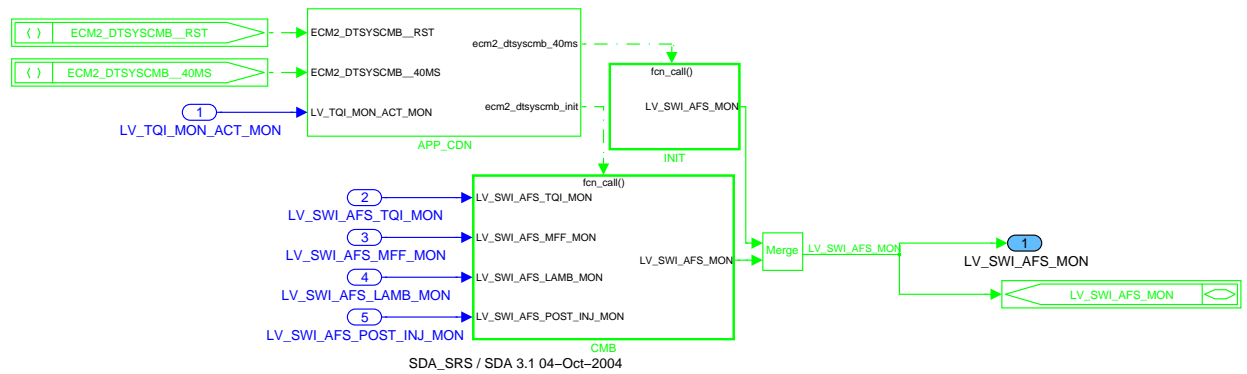 ( ) ECM2_DTSYSCMB__RST
ECM2_DTSYSCMB__RST
ecm2_dtsyscmb_40ms
fcn_call()
( ) ECM2_DTSYSCMB__40MS
ECM2_DTSYSCMB__40MS
ecm2_dtsyscmb_init
LV_SWI_AFS_MON
1
LV_TQI_MON_ACT_MON
LV_TQI_MON_ACT_MON
APP_CDN
INIT
fcn_call()
2
LV_SWI_AFS_TQI_MON
LV_SWI_AFS_TQI_MON
3
LV_SWI_AFS_MFF_MON
LV_SWI_AFS_MFF_MON
4
LV_SWI_AFS_LAMB_MON
LV_SWI_AFS_LAMB_MON
5
LV_SWI_AFS_POST_INJ_MON
LV_SWI_AFS_POST_INJ_MON
LV_SWI_AFS_MON
CMB
Merge
LV_SWI_AFS_MON
1
LV_SWI_AFS_MON
LV_SWI_AFS_MON
SDA_SRS / SDA 3.1 04–Oct–2004